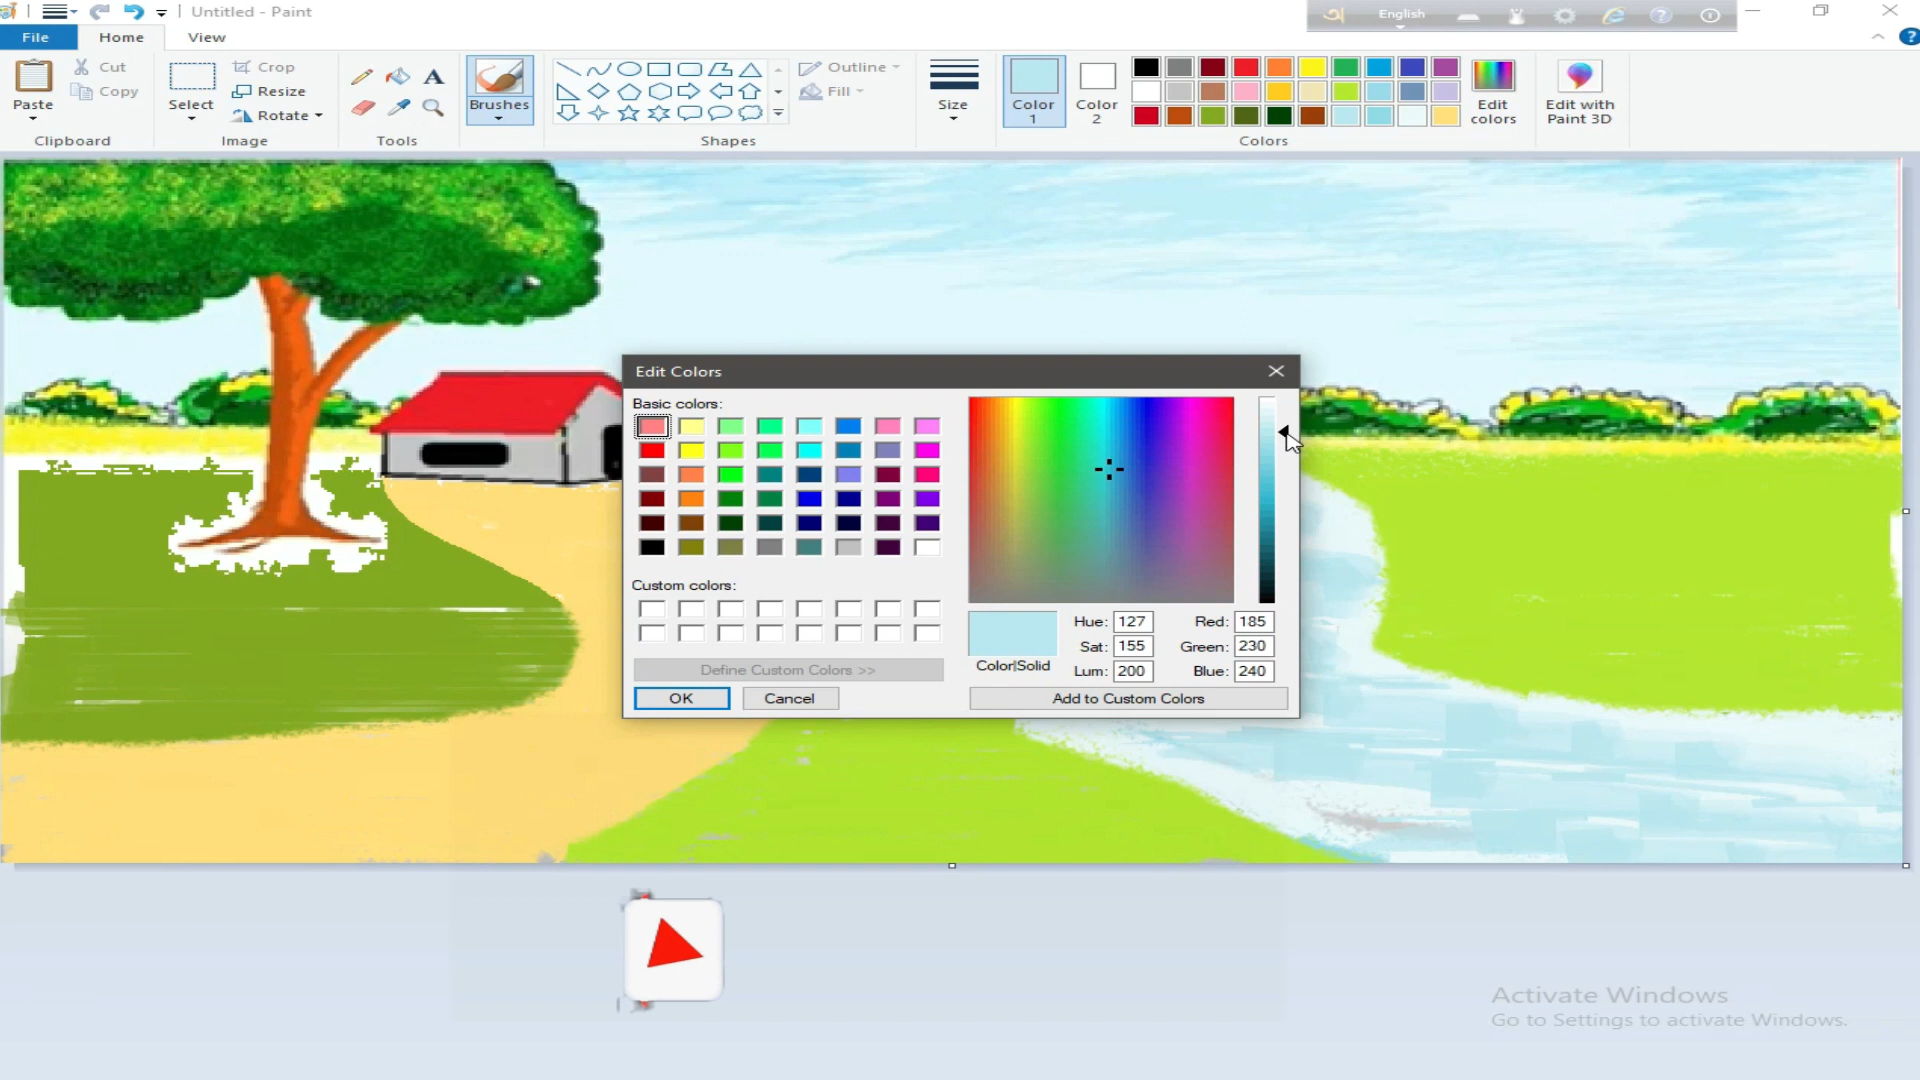 Untitled - Paint
English
File
Home
View
Paste
Cut
Copy
Clipboard
Select
Crop
Resize
Rotate
Image
A
Tools
Brushes
Outline
Fill
Shapes
Size
Color
1
Color
2
Edit
colors
Colors
Edit with
Paint 3D
Edit Colors
Basic colors:
Custom colors:
Define Custom Colors >>
OK
Cancel
Color|Solid
Hue: 127
Sat: 155
Lum: 200
Red: 185
Green: 230
Blue: 240
Add to Custom Colors
Activate Windows
Go to Settings to activate Windows.